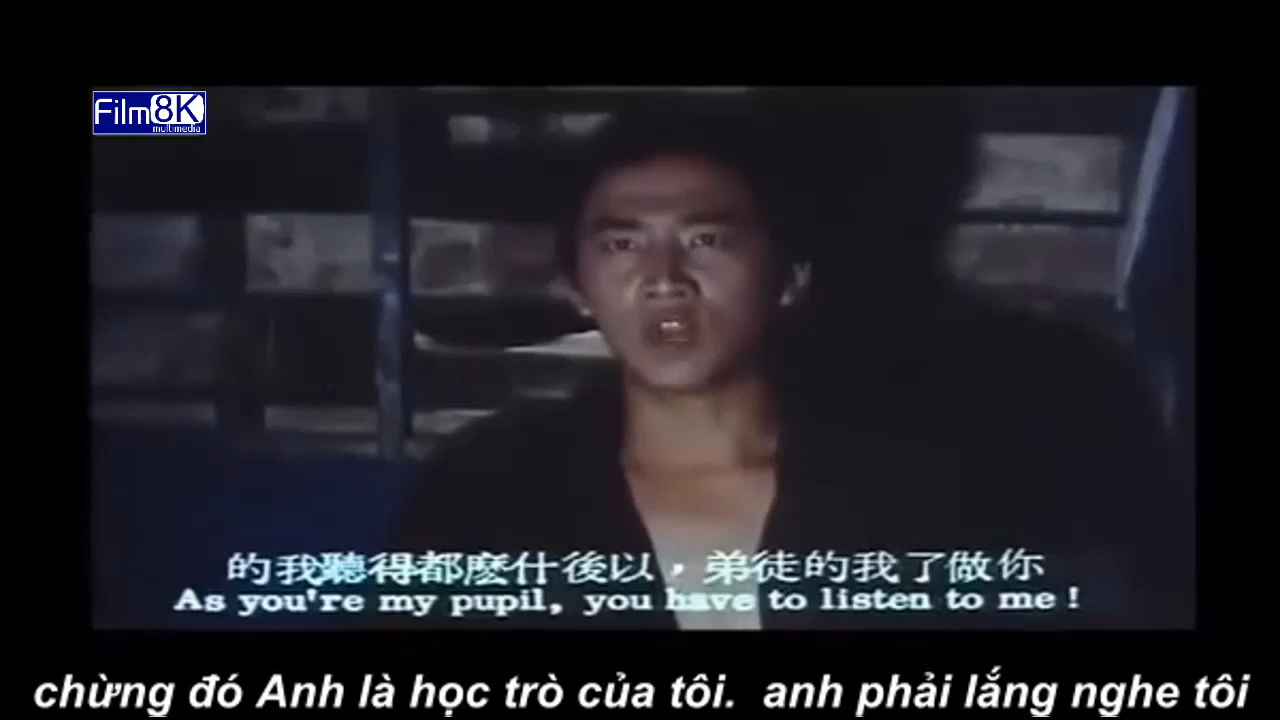 Film8K
multimedia
的我聽得都麽什後以，弟徒的我了做你
As you're my pupil, you have to listen to me !
chừng đó Anh là học trò của tôi. anh phải lắng nghe tôi